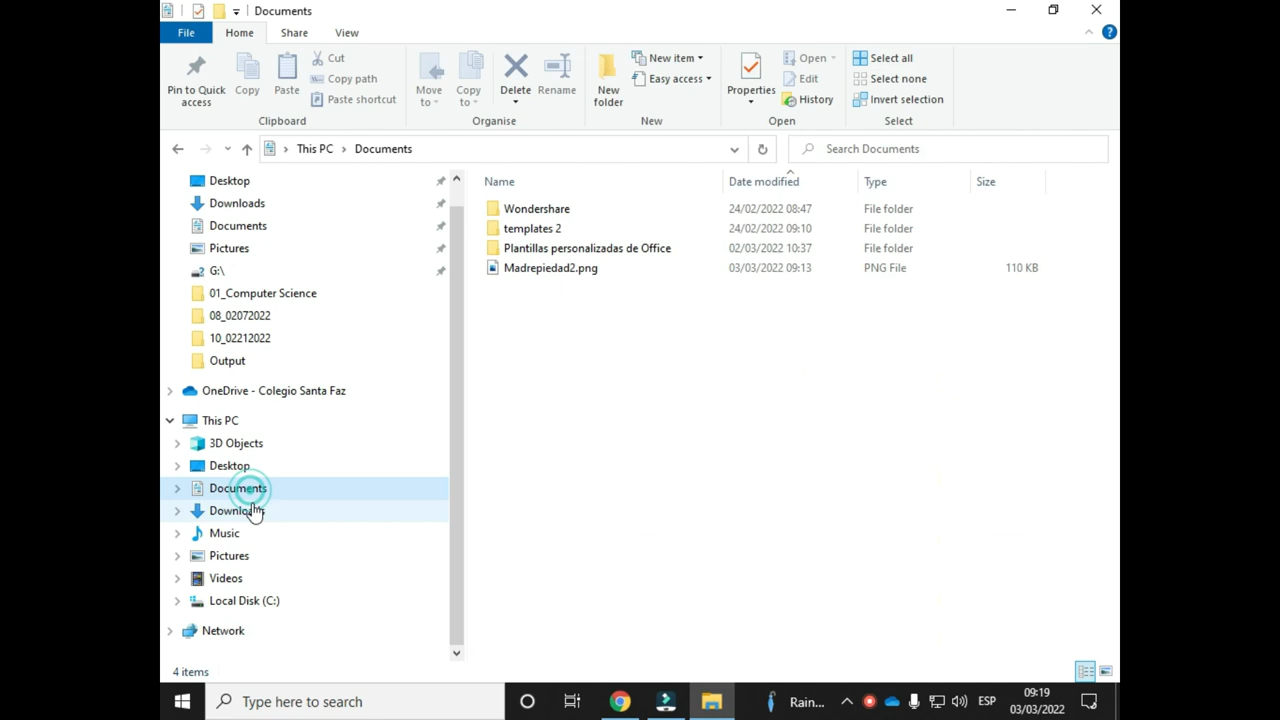 Documents
File Home Share View
Pin to Quick access
Copy
Paste
Cut
Copy path
Paste shortcut
Clipboard
Move to
Copy to
Delete
Rename
Organise
New folder
New item
Easy access
New
Properties
Open
Edit
History
Open
Select all
Select none
Invert selection
Select
This PC > Documents
Search Documents
Name Date modified Type Size
Wondershare 24/02/2022 08:47 File folder
templates 2 24/02/2022 09:10 File folder
Plantillas personalizadas de Office 02/03/2022 10:37 File folder
Madrepiedad2.png 03/03/2022 09:13 PNG File 110 KB
Desktop
Downloads
Documents
Pictures
G:\
01_Computer Science
08_02072022
10_02212022
Output
OneDrive - Colegio Santa Faz
This PC
3D Objects
Desktop
Documents
Downloads
Music
Pictures
Videos
Local Disk (C:)
Network
4 items
Type here to search
Rain...
ESP
09:19
03/03/2022